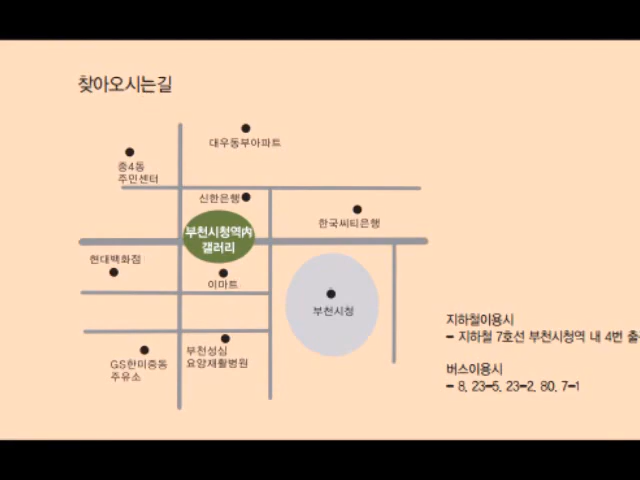 찾아오시는길
대우동부아파트
중4동
주민센터
신한은행
한국씨티은행
부천시청역內
갤러리
현대백화점
이마트
부천시청
지하철이용시
- 지하철 7호선 부천시청역 내 4번 출
부천성심
요양재활병원
GS한미중동
주유소
버스이용시
- 8, 23-5, 23-2, 80, 7-1